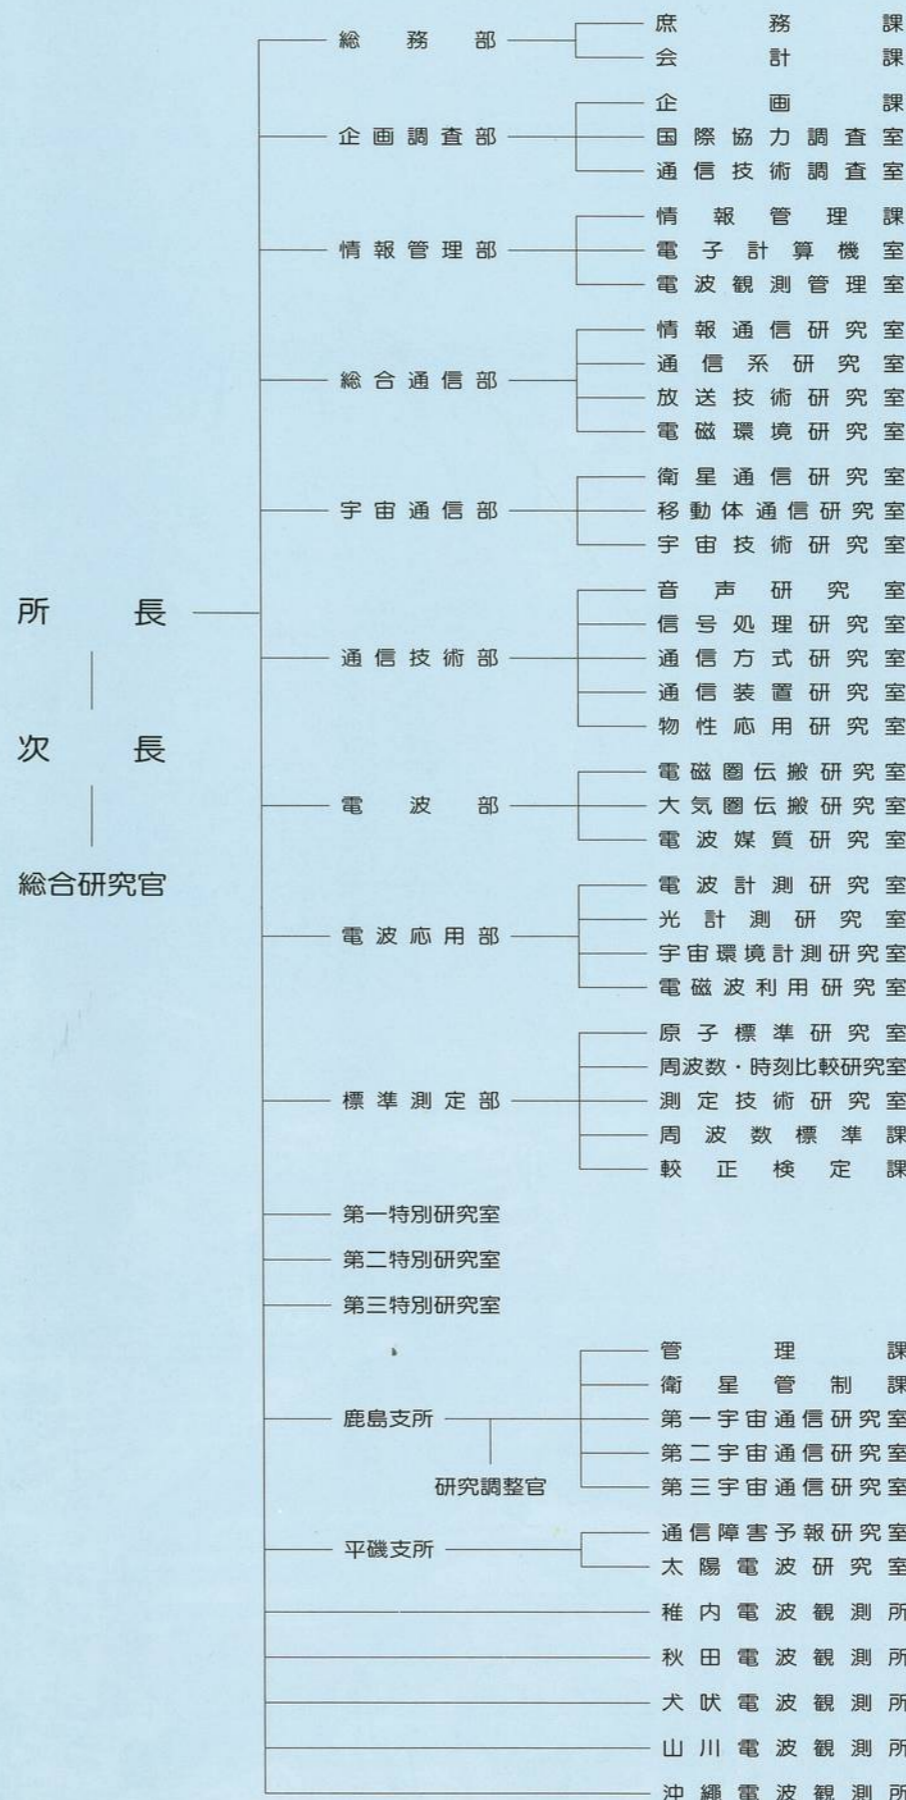 所長
次長
総合研究官
総務部
庶務課
会計課
企画調査部
企画課
国際協力調査室
通信技術調査室
情報管理部
情報管理課
電子計算機室
電波観測管理室
総合通信部
情報通信研究室
通信系研究室
放送技術研究室
電磁環境研究室
宇宙通信部
衛星通信研究室
移動体通信研究室
宇宙技術研究室
通信技術部
音声研究室
信号処理研究室
通信方式研究室
通信装置研究室
物性応用研究室
電波部
電磁圏伝搬研究室
大気圏伝搬研究室
電波媒質研究室
電波応用部
電波計測研究室
光計測研究室
宇宙環境計測研究室
電磁波利用研究室
標準測定部
原子標準研究室
周波数・時刻比較研究室
測定技術研究室
周波数標準課
較正検定課
第一特別研究室
第二特別研究室
第三特別研究室
鹿島支所
研究調整官
管理課
衛星管制課
第一宇宙通信研究室
第二宇宙通信研究室
第三宇宙通信研究室
平磯支所
通信障害予報研究室
太陽電波研究室
稚内電波観測所
秋田電波観測所
犬吠電波観測所
山川電波観測所
沖縄電波観測所